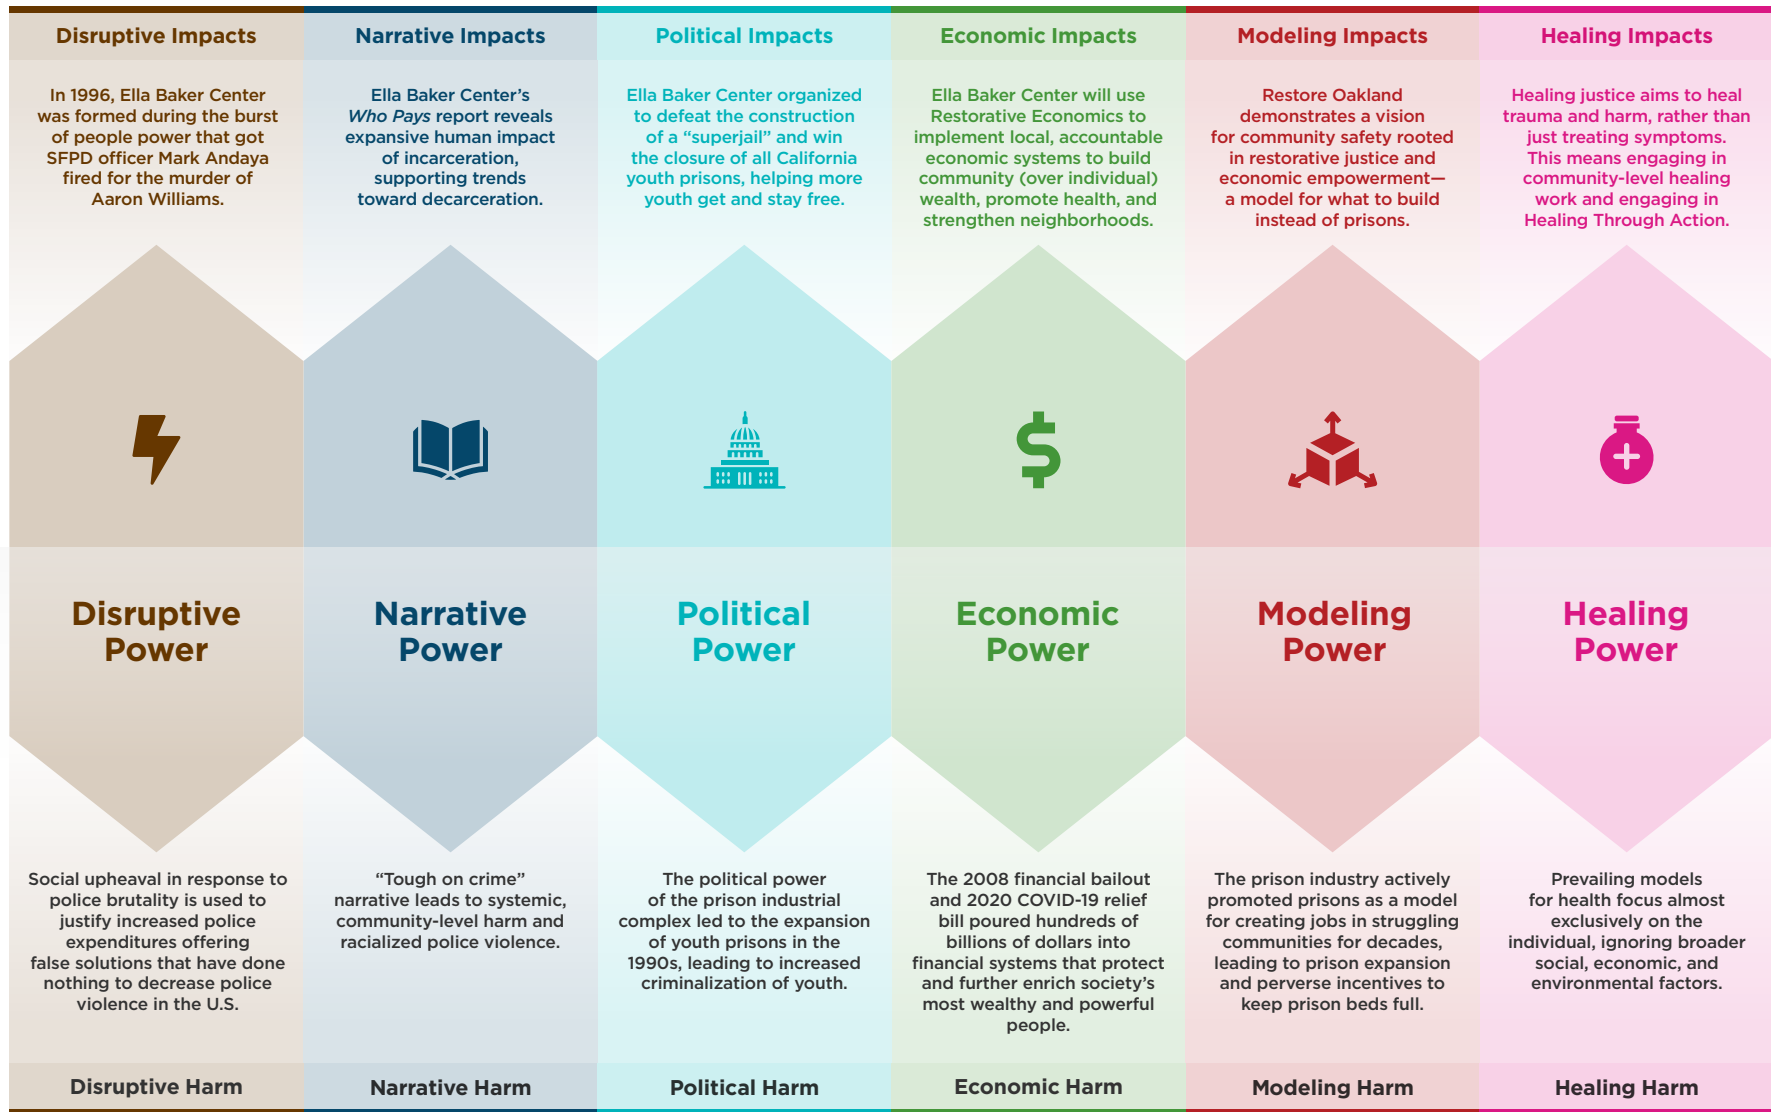 Disruptive Impacts
In 1996, Ella Baker Center
was formed during the burst
of people power that got
SFPD officer Mark Andaya
fired for the murder of
Aaron Williams.
Disruptive
Power
Social upheaval in response to
police brutality is used to
justify increased police
expenditures offering
false solutions that have done
nothing to decrease police
violence in the U.S.
Disruptive Harm
Narrative Impacts
Ella Baker Center’s
Who Pays report reveals
expansive human impact
of incarceration,
supporting trends
toward decarceration.
Narrative
Power
“Tough on crime”
narrative leads to systemic,
community-level harm and
racialized police violence.
Narrative Harm
Political Impacts
Ella Baker Center organized
to defeat the construction
of a “superjail” and win
the closure of all California
youth prisons, helping more
youth get and stay free.
Political
Power
The political power
of the prison industrial
complex led to the expansion
of youth prisons in the
1990s, leading to increased
criminalization of youth.
Political Harm
Economic Impacts
Ella Baker Center will use
Restorative Economics to
implement local, accountable
economic systems to build
community (over individual)
wealth, promote health, and
strengthen neighborhoods.
Economic
Power
The 2008 financial bailout
and 2020 COVID-19 relief
bill poured hundreds of
billions of dollars into
financial systems that protect
and further enrich society’s
most wealthy and powerful
people.
Economic Harm
Modeling Impacts
Restore Oakland
demonstrates a vision
for community safety rooted
in restorative justice and
economic empowerment—
a model for what to build
instead of prisons.
Modeling
Power
The prison industry actively
promoted prisons as a model
for creating jobs in struggling
communities for decades,
leading to prison expansion
and perverse incentives to
keep prison beds full.
Modeling Harm
Healing Impacts
Healing justice aims to heal
trauma and harm, rather than
just treating symptoms.
This means engaging in
community-level healing
work and engaging in
Healing Through Action.
Healing
Power
Prevailing models
for health focus almost
exclusively on the
individual, ignoring broader
social, economic, and
environmental factors.
Healing Harm